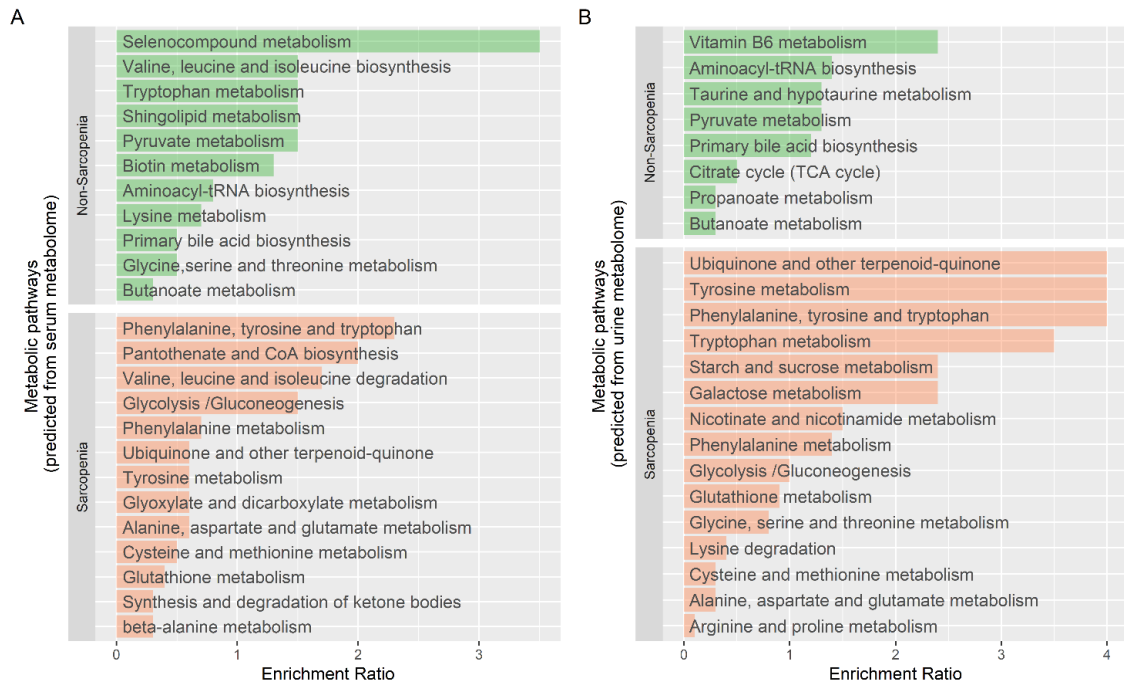 A
Metabolic pathways
(predicted from serum metabolome)
Non-Sarcopenia
Selenocompound metabolism
Valine, leucine and isoleucine biosynthesis
Tryptophan metabolism
Shingolipid metabolism
Pyruvate metabolism
Biotin metabolism
Aminoacyl-tRNA biosynthesis
Lysine metabolism
Primary bile acid biosynthesis
Glycine,serine and threonine metabolism
Butanoate metabolism
Sarcopenia
Phenylalanine, tyrosine and tryptophan
Pantothenate and CoA biosynthesis
Valine, leucine and isoleucine degradation
Glycolysis /Gluconeogenesis
Phenylalanine metabolism
Ubiquinone and other terpenoid-quinone
Tyrosine metabolism
Glyoxylate and dicarboxylate metabolism
Alanine, aspartate and glutamate metabolism
Cysteine and methionine metabolism
Glutathione metabolism
Synthesis and degradation of ketone bodies
beta-alanine metabolism
0 1 2 3
Enrichment Ratio
B
Metabolic pathways
(predicted from urine metabolome)
Non-Sarcopenia
Vitamin B6 metabolism
Aminoacyl-tRNA biosynthesis
Taurine and hypotaurine metabolism
Pyruvate metabolism
Primary bile acid biosynthesis
Citrate cycle (TCA cycle)
Propanoate metabolism
Butanoate metabolism
Sarcopenia
Ubiquinone and other terpenoid-quinone
Tyrosine metabolism
Phenylalanine, tyrosine and tryptophan
Tryptophan metabolism
Starch and sucrose metabolism
Galactose metabolism
Nicotinate and nicotinamide metabolism
Phenylalanine metabolism
Glycolysis /Gluconeogenesis
Glutathione metabolism
Glycine, serine and threonine metabolism
Lysine degradation
Cysteine and methionine metabolism
Alanine, aspartate and glutamate metabolism
Arginine and proline metabolism
0 1 2 3 4
Enrichment Ratio